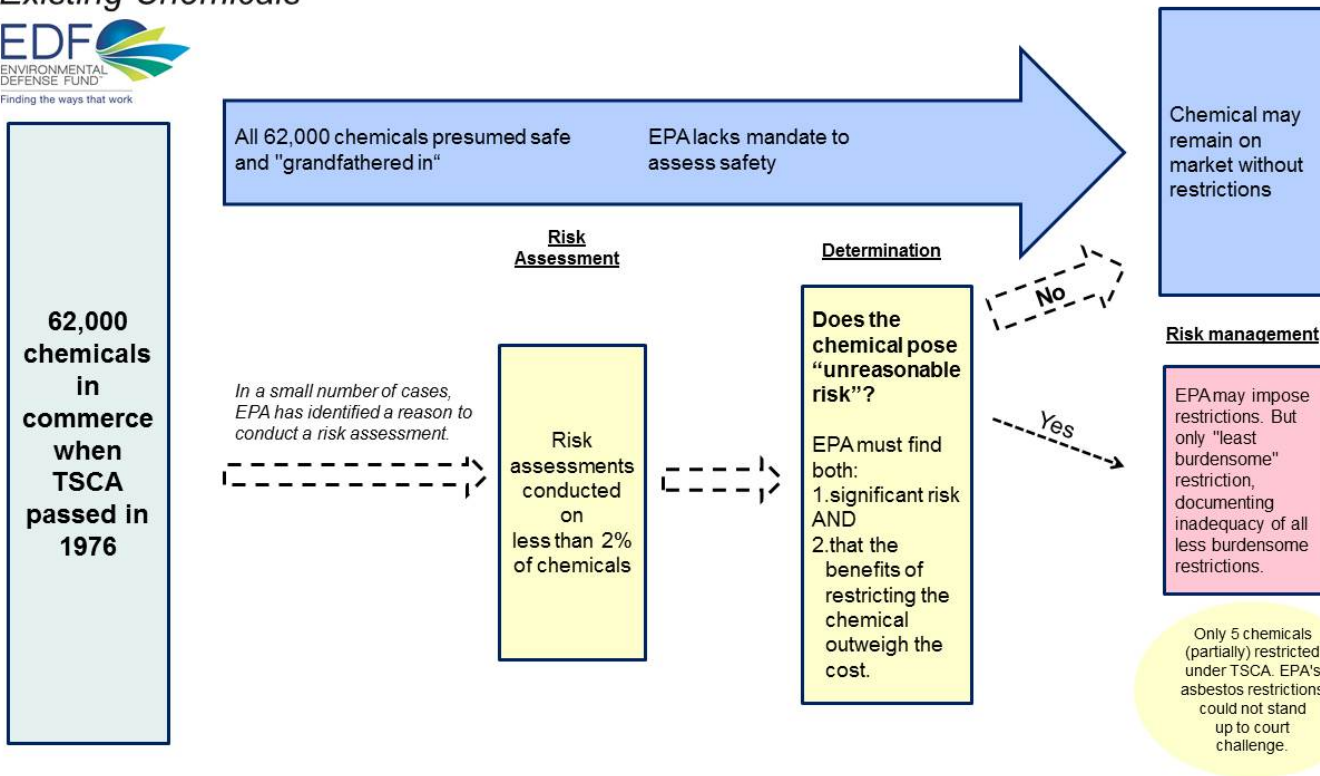 Existing Chemicals
EDF
ENVIRONMENTAL
DEFENSE FUND™
Finding the ways that work
62,000
chemicals
in
commerce
when
TSCA
passed in
1976
All 62,000 chemicals presumed safe
and "grandfathered in“
EPA lacks mandate to
assess safety
Chemical may
remain on
market without
restrictions
Risk
Assessment
Determination
In a small number of cases,
EPA has identified a reason to
conduct a risk assessment.
Risk
assessments
conducted
on
less than 2%
of chemicals
Does the
chemical pose
“unreasonable
risk”?
EPA must find
both:
1.significant risk
AND
2.that the
benefits of
restricting the
chemical
outweigh the
cost.
No
Yes
Risk management
EPA may impose
restrictions. But
only "least
burdensome"
restriction,
documenting
inadequacy of all
less burdensome
restrictions.
Only 5 chemicals
(partially) restricted
under TSCA. EPA's
asbestos restrictions
could not stand
up to court
challenge.